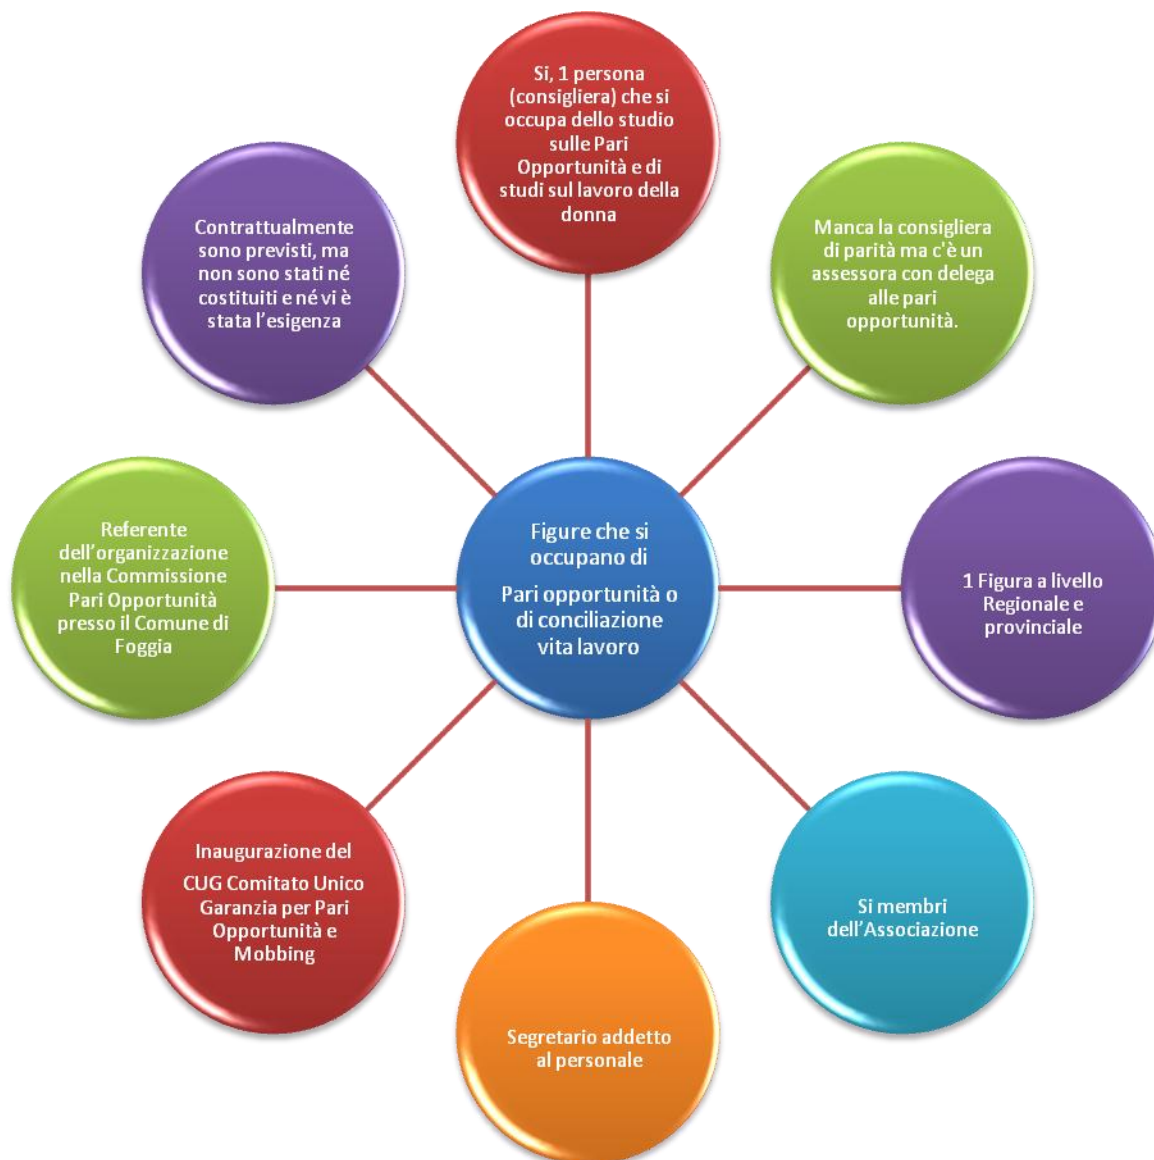 Si, 1 persona
(consigliera) che si
occupa dello studio
sulle Pari
Opportunità e di
studi sul lavoro della
donna
Manca la consigliera
di parità ma c'è un
assessora con delega
alle pari
opportunità.
1 Figura a livello
Regionale e
provinciale
Si membri
dell'Associazione
Segretario addetto
al personale
Inaugurazione del
CUG Comitato Unico
Garanzia per Pari
Opportunità e
Mobbing
Referente
dell’organizzazione
nella Commissione
Pari Opportunità
presso il Comune di
Foggia
Contrattualmente
sono previsti, ma
non sono stati né
costituiti e né vi è
stata l’esigenza
Figure che si
occupano di
Pari opportunità o
di conciliazione
vita lavoro